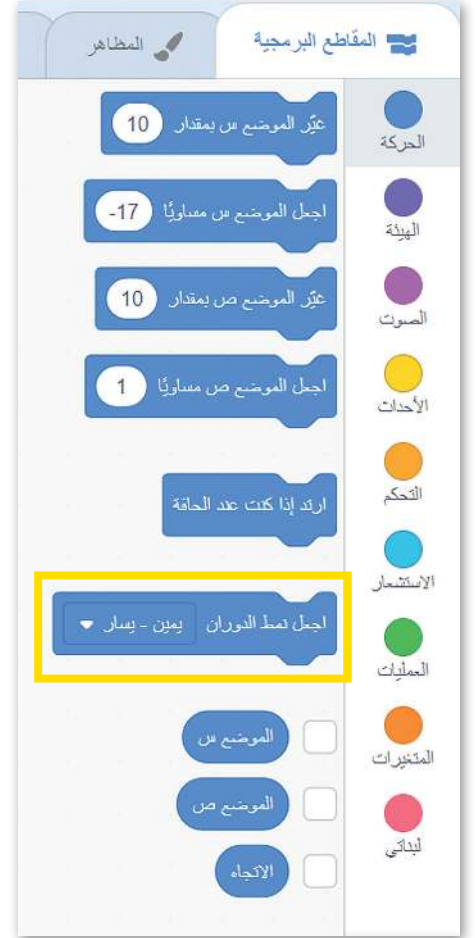 المقاطع البرمجية
المظاهر
الحركة
الهيئة
الصوت
الأحداث
التحكم
الاستشعار
العمليات
المتغيرات
لبناتي
غيّر الموضع س بمقدار 10
اجعل الموضع س مساويًا -17
غيّر الموضع ص بمقدار 10
اجعل الموضع ص مساويًا 1
ارتد إذا كنت عند الحافة
اجعل نمط الدوران يمين - يسار
الموضع س
الموضع ص
الاتجاه